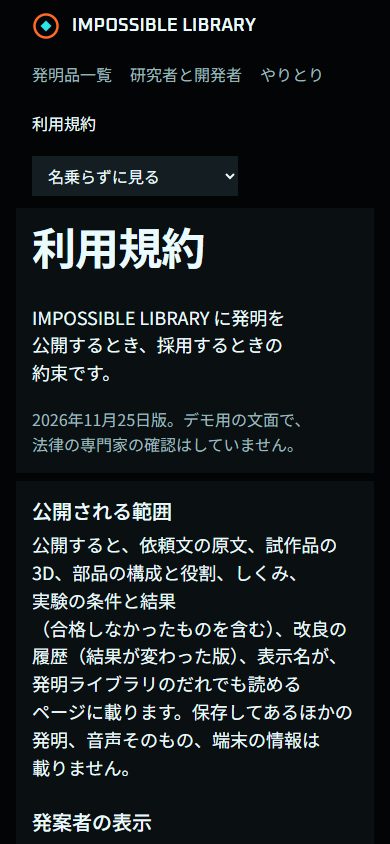 IMPOSSIBLE LIBRARY
発明品一覧 研究者と開発者 やりとり
利用規約
名乗らずに見る
利用規約
IMPOSSIBLE LIBRARY に発明を
公開するとき、採用するときの
約束です。
2026年11月25日版。デモ用の文面で、
法律の専門家の確認はしていません。
公開される範囲
公開すると、依頼文の原文、試作品の
3D、部品の構成と役割、しくみ、
実験の条件と結果
（合格しなかったものを含む）、改良の
履歴（結果が変わった版）、表示名が、
発明ライブラリのだれでも読める
ページに載ります。保存してあるほかの
発明、音声そのもの、端末の情報は
載りません。
発案者の表示